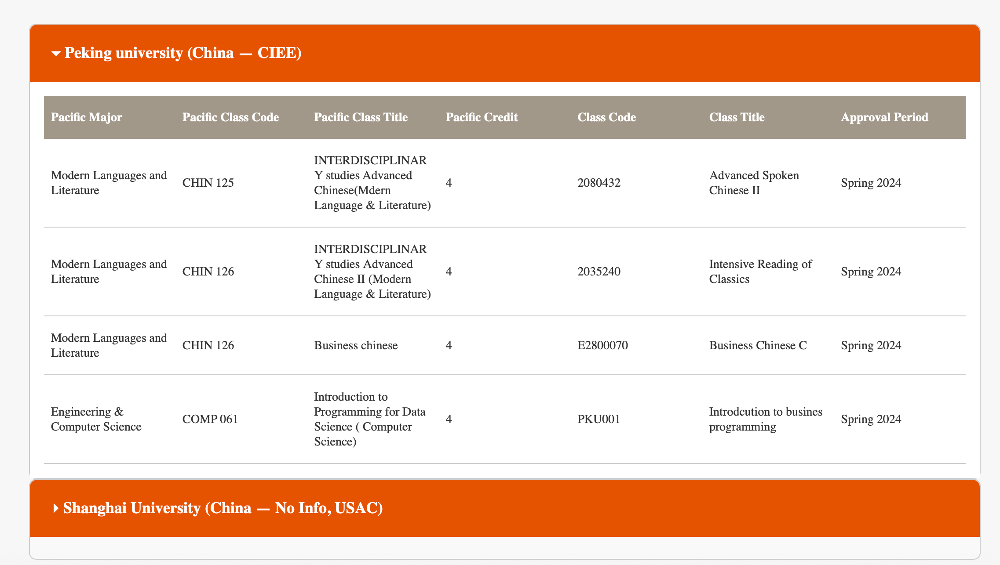 Peking university (China — CIEE)
Pacific Major Pacific Class Code Pacific Class Title Pacific Credit Class Code Class Title Approval Period
Modern Languages and
Literature
CHIN 125
INTERDISCIPLINAR
Y studies Advanced
Chinese(Mdern
Language & Literature)
4
2080432
Advanced Spoken
Chinese II
Spring 2024
Modern Languages and
Literature
CHIN 126
INTERDISCIPLINAR
Y studies Advanced
Chinese II (Modern
Language & Literature)
4
2035240
Intensive Reading of
Classics
Spring 2024
Modern Languages and
Literature
CHIN 126
Business chinese
4
E2800070
Business Chinese C
Spring 2024
Engineering &
Computer Science
COMP 061
Introduction to
Programming for Data
Science ( Computer
Science)
4
PKU001
Introdcution to busines
programming
Spring 2024
Shanghai University (China — No Info, USAC)